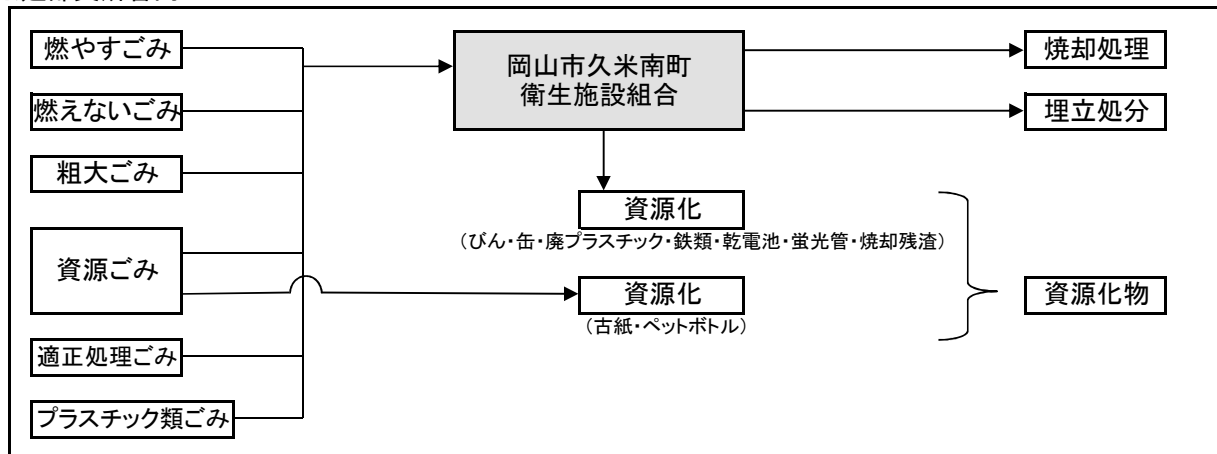 燃やすごみ
燃えないごみ
粗大ごみ
資源ごみ
適正処理ごみ
プラスチック類ごみ
岡山市久米南町
衛生施設組合
資源化
（びん・缶・廃プラスチック・鉄類・乾電池・蛍光管・焼却残渣）
資源化
（古紙・ペットボトル）
焼却処理
埋立処分
資源化物